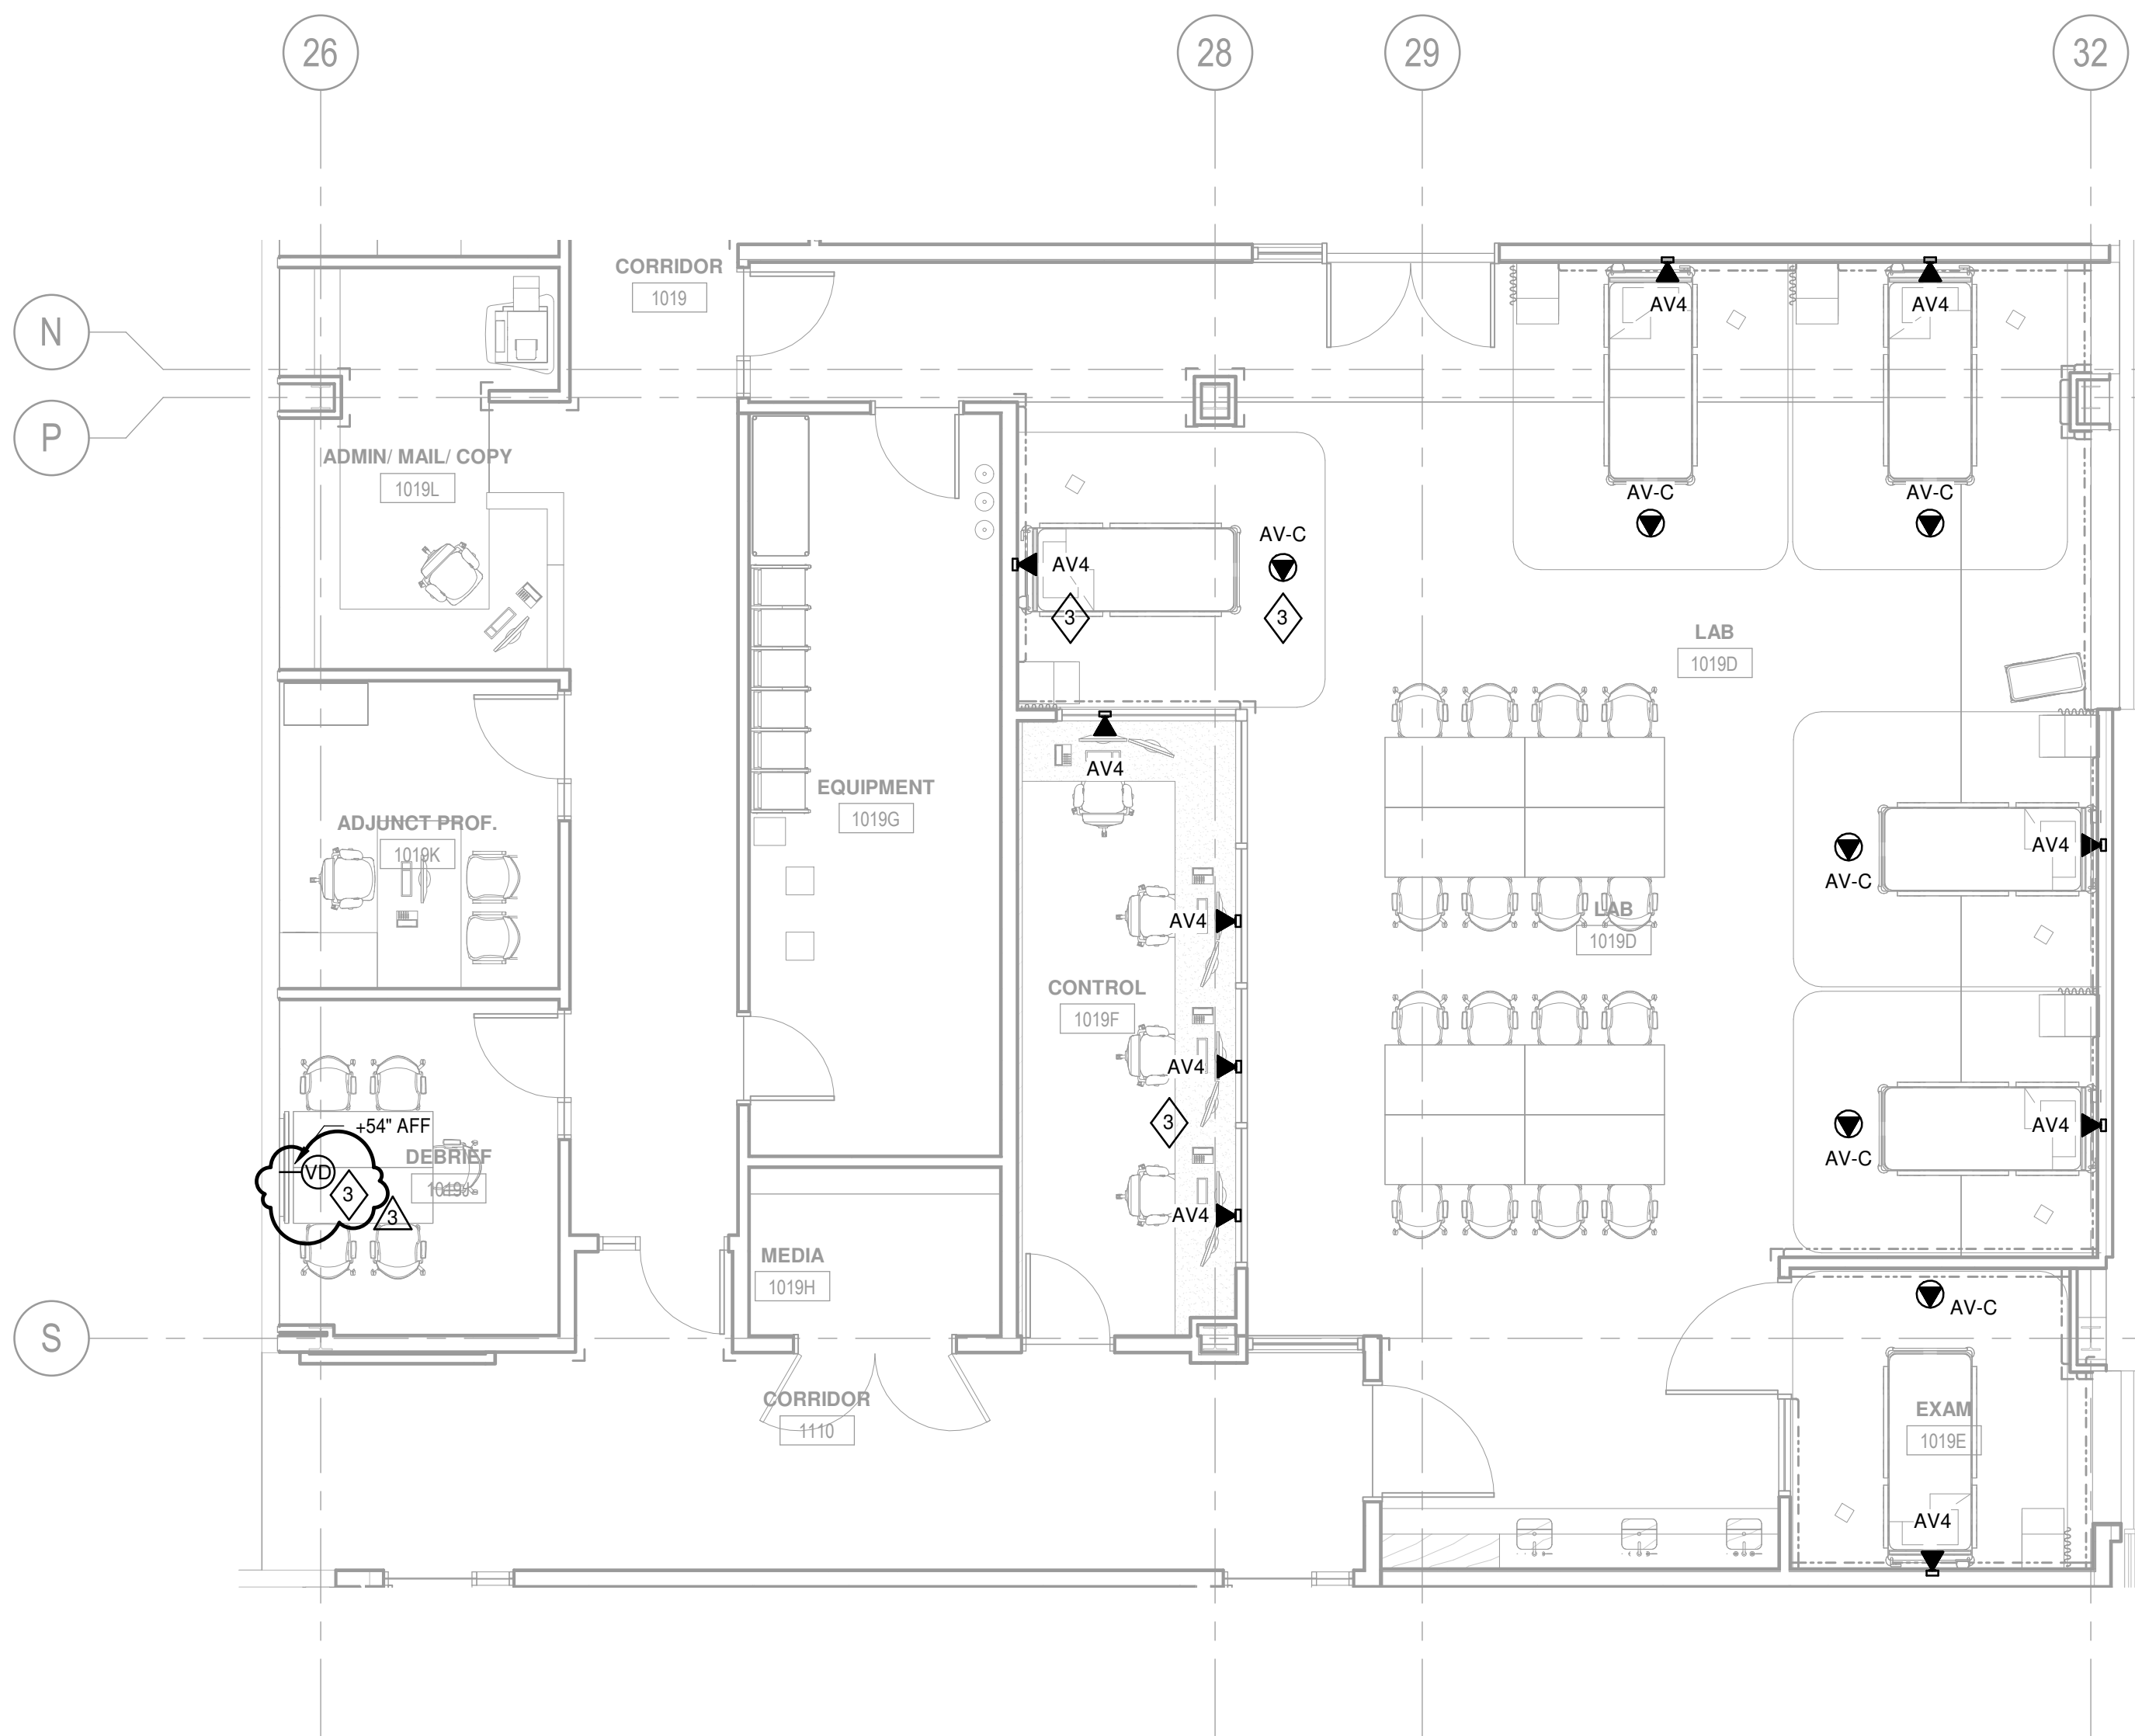 26
28
29
32
CORRIDOR
1019
N
AV4
AV4
P
ADMIN/ MAIL/ COPY
1019L
AV-C
AV-C
AV-C
AV4
3
3
LAB
1019D
AV4
EQUIPMENT
1019G
ADJUNCT PROF.
1019K
AV4
AV-C
LAB
1019D
AV4
CONTROL
1019F
AV4
3
+54" AFF
AV4
AV-C
DEBRIEF
1019J
VD
3
3
AV4
MEDIA
1019H
AV-C
S
CORRIDOR
1110
EXAM
1019E
AV4